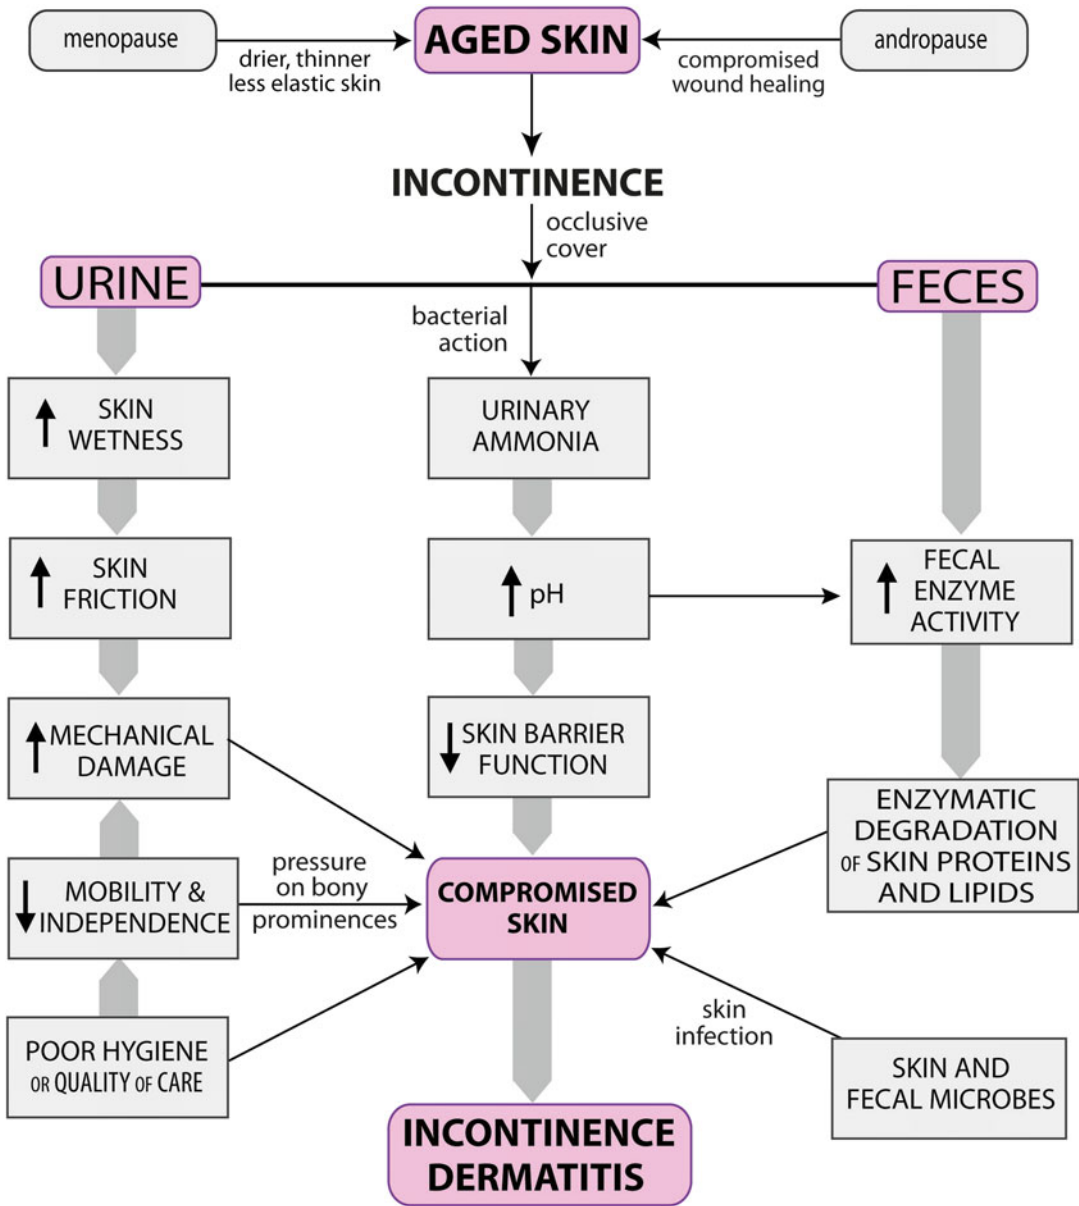 menopause
AGED SKIN
andropause
drier, thinner
less elastic skin
compromised
wound healing
INCONTINENCE
occlusive
cover
URINE
FECES
bacterial
action
SKIN
WETNESS
URINARY
AMMONIA
SKIN
FRICTION
pH
FECAL
ENZYME
ACTIVITY
MECHANICAL
DAMAGE
SKIN BARRIER
FUNCTION
ENZYMATIC
DEGRADATION
OF SKIN PROTEINS
AND LIPIDS
MOBILITY &
INDEPENDENCE
pressure
on bony
prominences
COMPROMISED
SKIN
POOR HYGIENE
OR QUALITY OF CARE
skin
infection
SKIN AND
FECAL MICROBES
INCONTINENCE
DERMATITIS